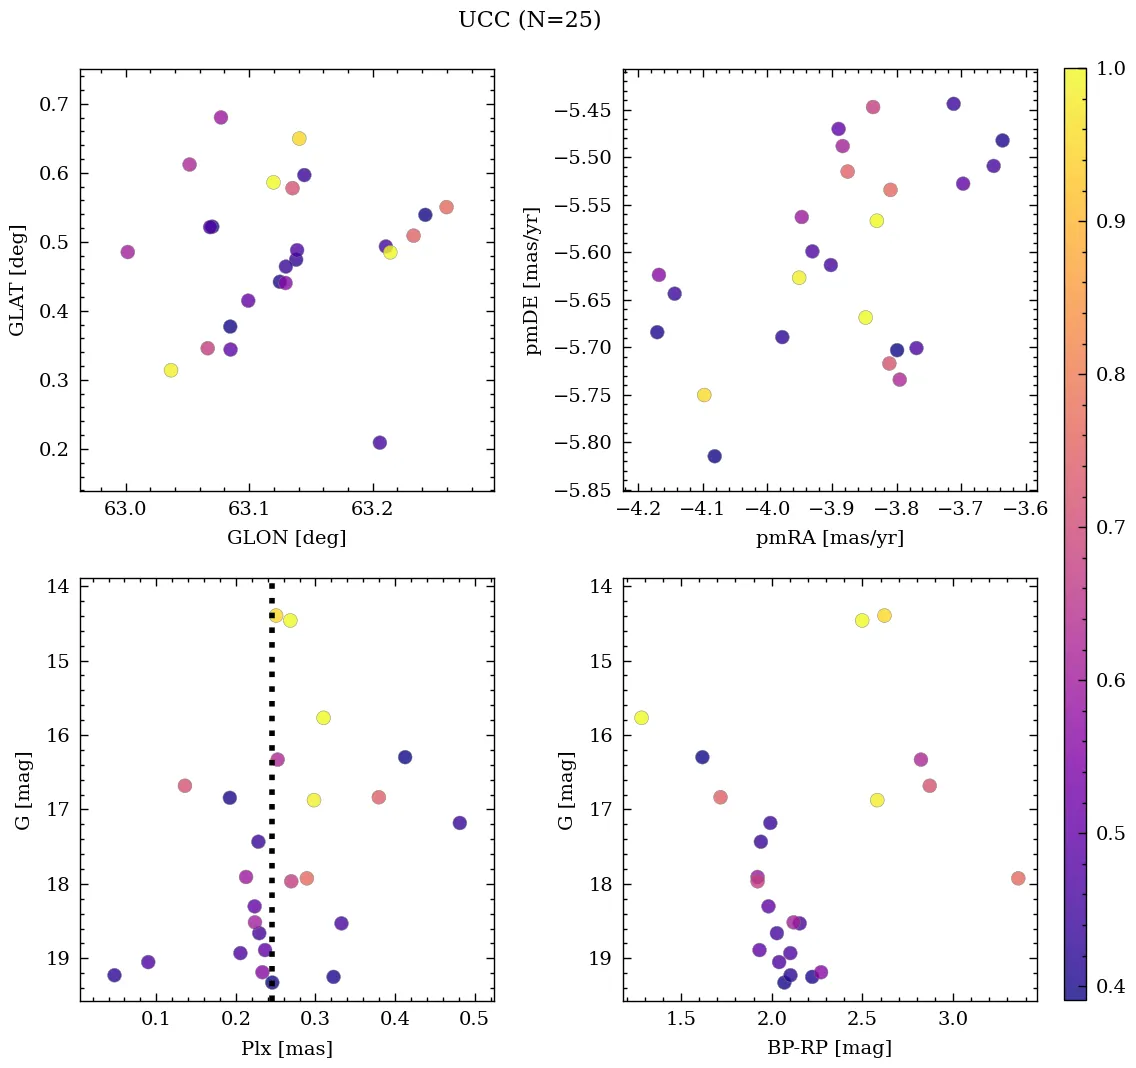 UCC (N=25)
0.7
0.6
0.5
0.4
0.3
0.2
GLAT [deg]
63.0 63.1 63.2
GLON [deg]
−5.45
−5.50
−5.55
−5.60
−5.65
−5.70
−5.75
−5.80
−5.85
pmDE [mas/yr]
−4.2 −4.1 −4.0 −3.9 −3.8 −3.7 −3.6
pmRA [mas/yr]
14
15
16
17
18
19
G [mag]
0.1 0.2 0.3 0.4 0.5
Plx [mas]
14
15
16
17
18
19
G [mag]
1.5 2.0 2.5 3.0
BP-RP [mag]
1.0
0.9
0.8
0.7
0.6
0.5
0.4